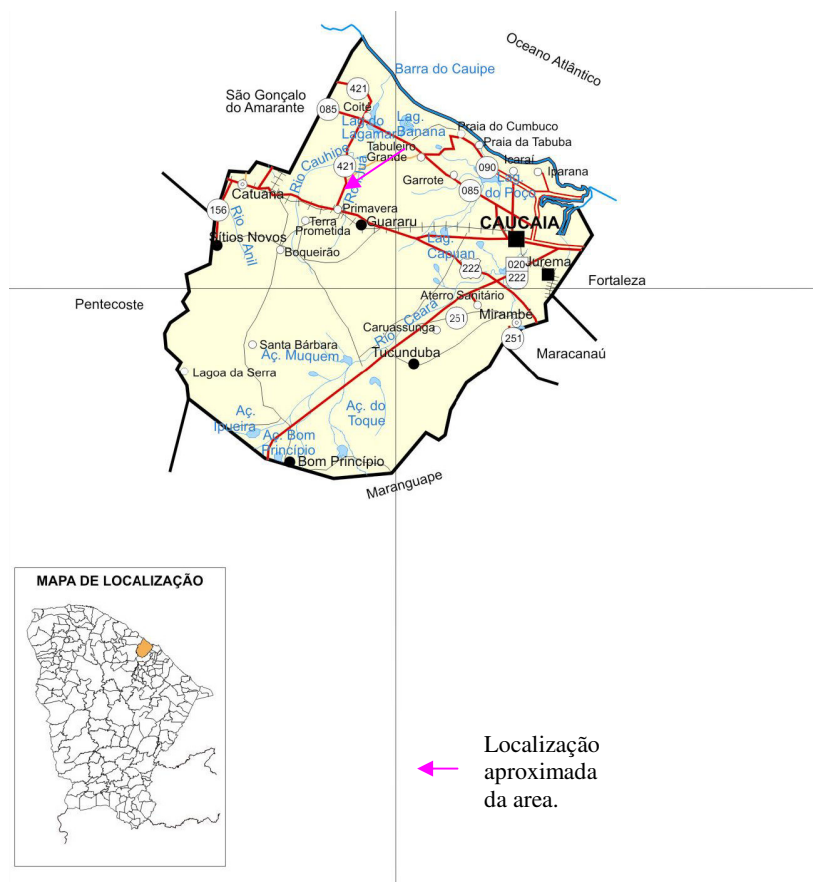 Oceano Atlântico
Barra do Cauipe
421
São Gonçalo
do Amarante
085
Coité
Lag. do
Lagamar
Lag.
Banana
Praia do Cumbuco
Praia da Tabuba
Tabuleiro
Grande
421
Rio Cauhipe
090
Icaraí
Iparana
Garrote
Lag.
do Poço
085
Catuana
156
Rio
Anil
Primavera
Terra
Prometida
Guararu
CAUCAIA
Sítios Novos
Boqueirão
Lag.
Capuan
222
020
222
Jurema
Fortaleza
Pentecoste
Aterro Sanitário
Rio Ceará
251
Mirambé
Caruassunga
251
Maracanaú
Santa Bárbara
Aç. Muquem
Tucunduba
Lagoa da Serra
Aç.
Ipueira
Aç. do
Toque
Aç. Bom
Princípio
Bom Princípio
Maranguape
MAPA DE LOCALIZAÇÃO
Localização
aproximada
da area.